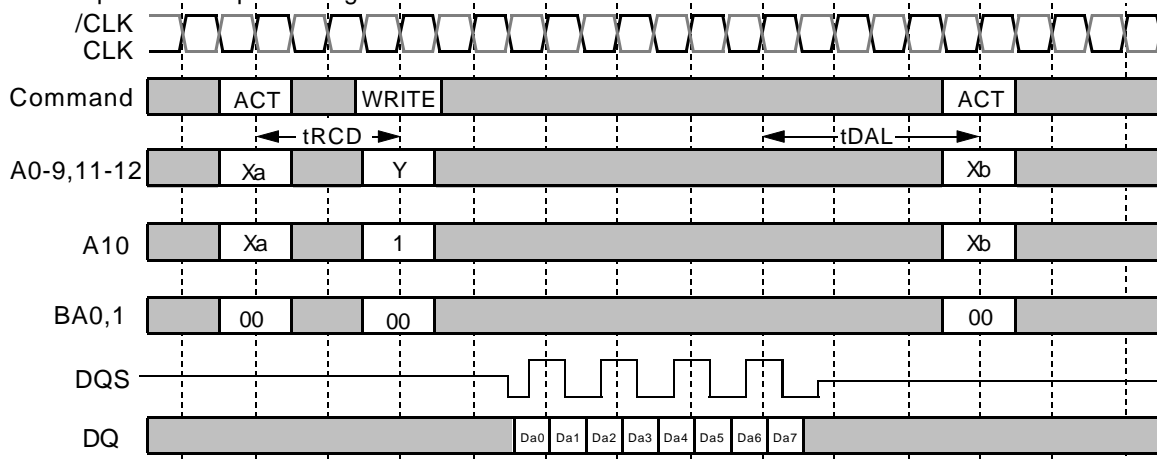 /CLK
CLK
Command ACT WRITE ACT
tRCD tDAL
A0-9,11-12 Xa Y Xb
A10 Xa 1 Xb
BA0,1 00 00 00
DQS
DQ Da0 Da1 Da2 Da3 Da4 Da5 Da6 Da7